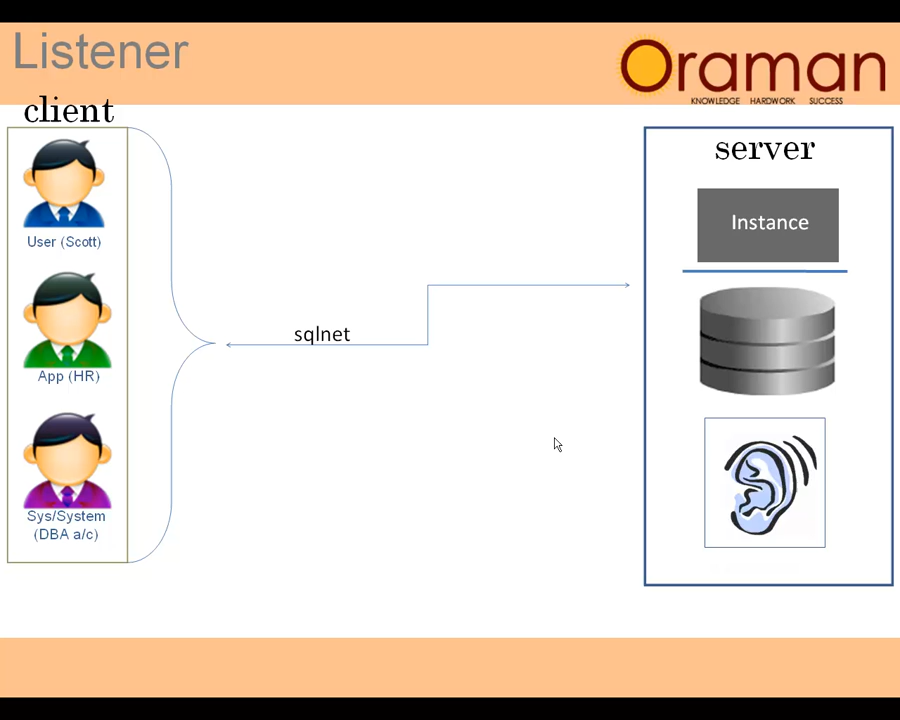 Listener
Oraman
KNOWLEDGE HARDWORK SUCCESS
client
User (Scott)
App (HR)
Sys/System
(DBA a/c)
sqlnet
server
Instance